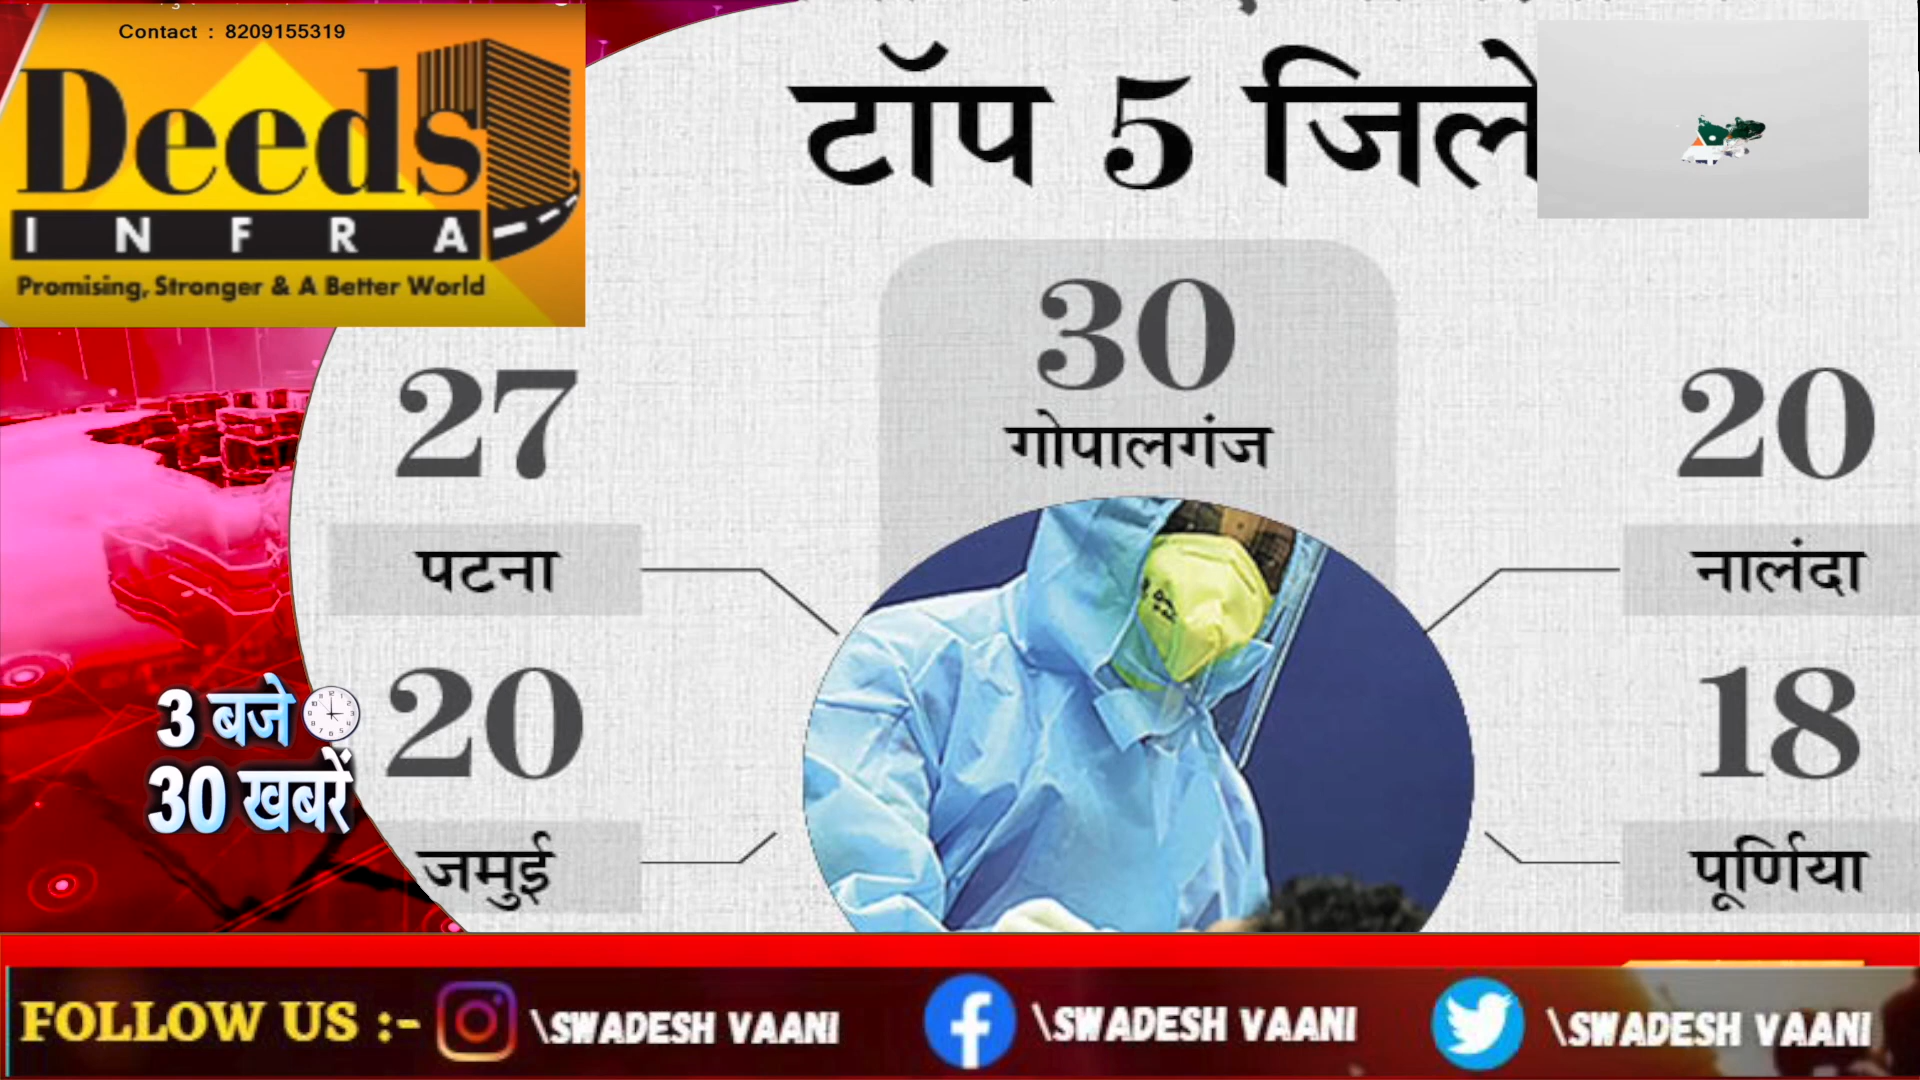 Contact : 8209155319
Deeds
INFRA
Promising, Stronger & A Better World
टॉप 5 जिले
30
गोपालगंज
27
पटना
20
नालंदा
20
जमुई
18
पूर्णिया
3 बजे
30 खबरें
FOLLOW US :- \SWADESH VAANI \SWADESH VAANI \SWADESH VAANI